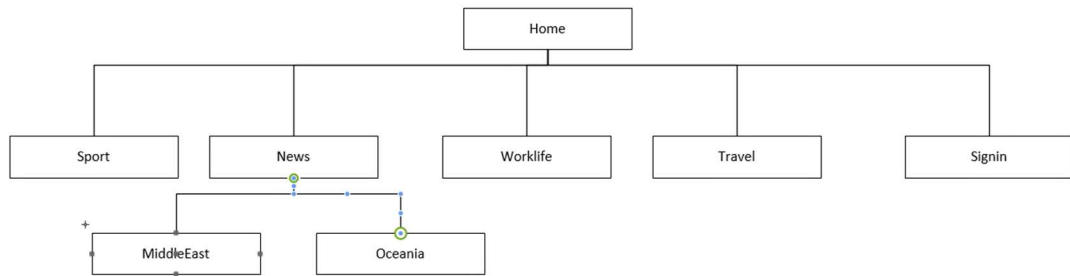 Home
Sport
News
Worklife
Travel
Signin
MiddleEast
Oceania